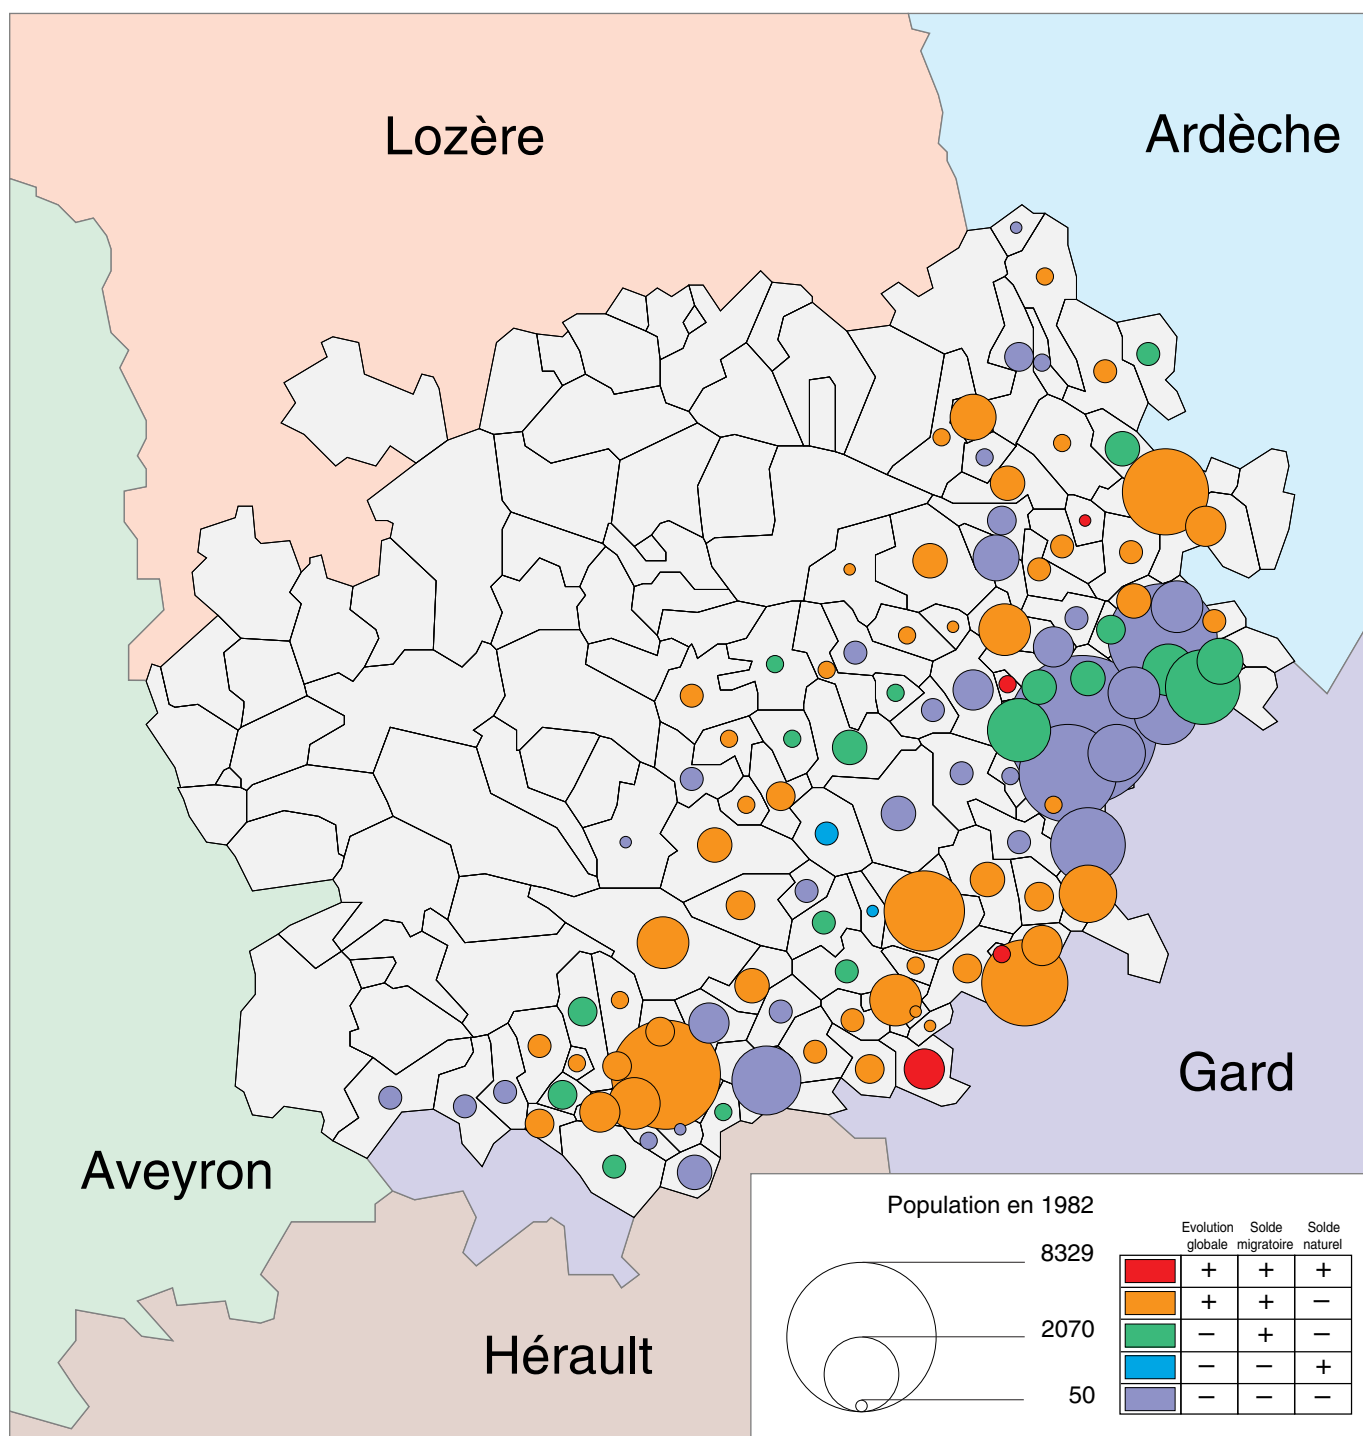 Lozère
Ardèche
Gard
Aveyron
Hérault
Population en 1982
8329
2070
50
Evolution globale
Solde migratoire
Solde naturel
+ + +
+ + −
− + −
− − +
− − −